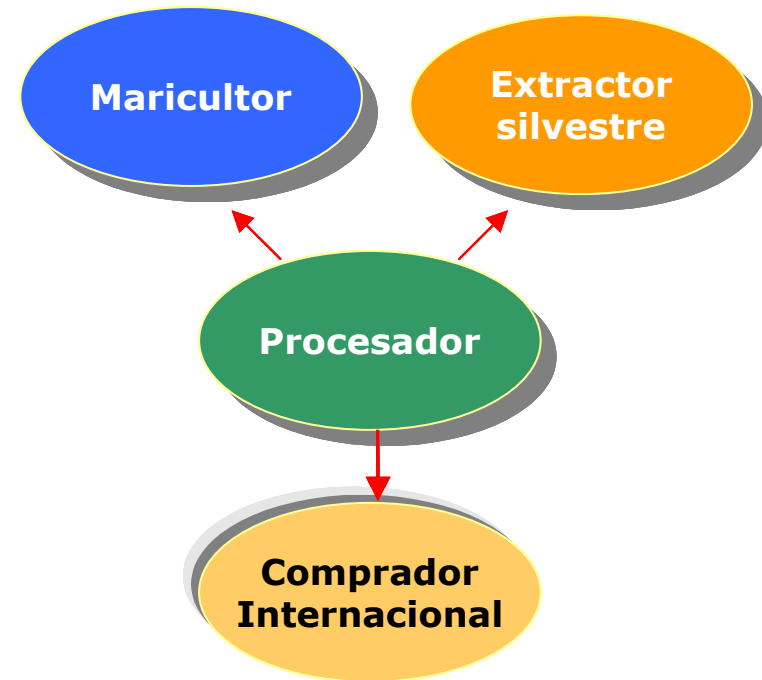 Maricultor
Extractor
silvestre
Procesador
Comprador
Internacional